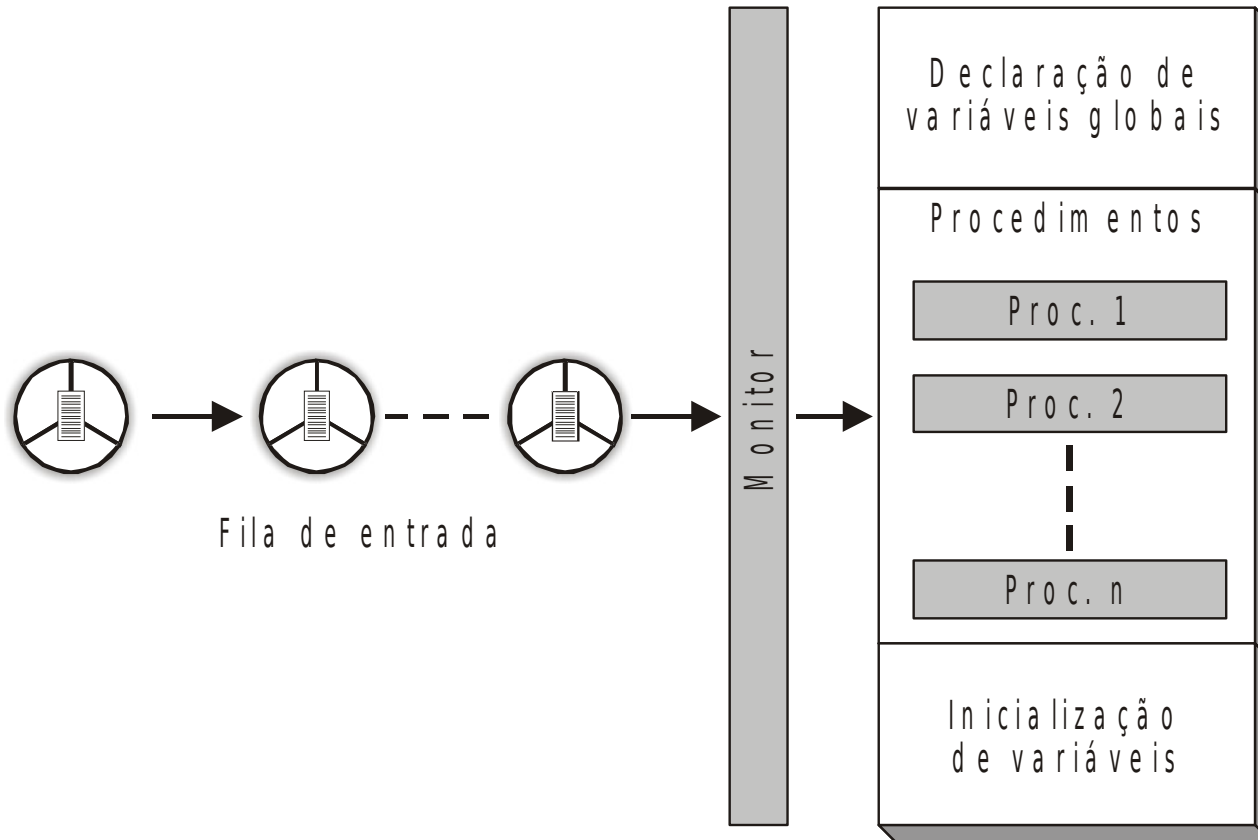 Declaração de
variáveis globais
Procedimentos
Proc. 1
Proc. 2
Proc. n
Inicialização
de variáveis
Monitor
Fila de entrada